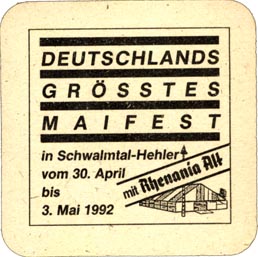 DEUTSCHLANDS
GRÖSSTES
MAIFEST
in Schwalmtal-Hehler
vom 30. April
bis
3. Mai 1992
mit Rhenania Alt